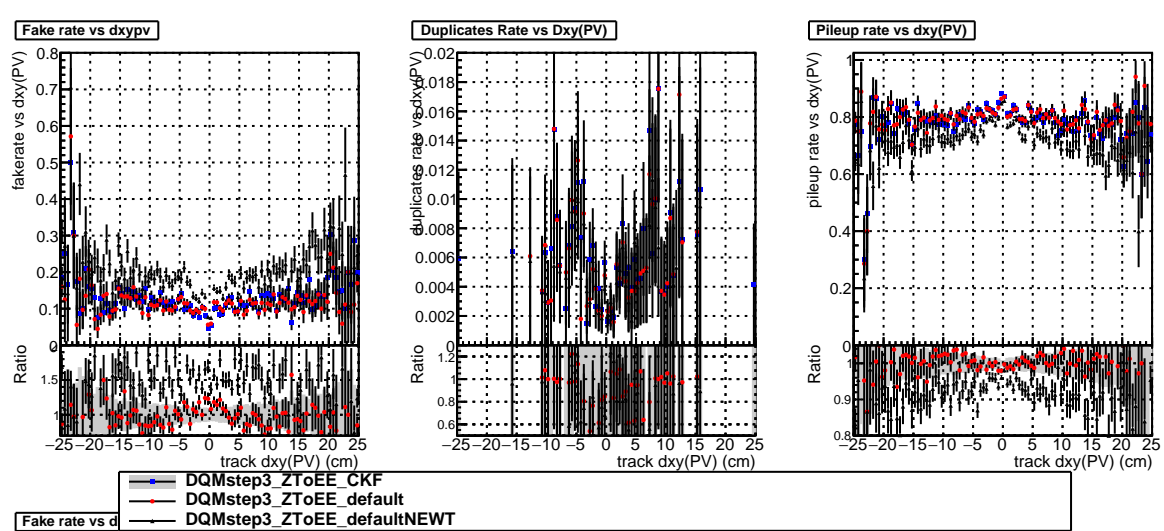 Fake rate vs dxypv
Duplicates Rate vs Dxy(PV)
Pileup rate vs dxy(PV)
fakerate vs dxy(PV)
0.8
0.7
0.6
0.5
0.4
0.3
0.2
0.1
0
duplicates rate vs dxy(PV)
0.02
0.018
0.016
0.014
0.012
0.01
0.008
0.006
0.004
0.002
0
pileup rate vs dxy(PV)
1
0.8
0.6
0.4
0.2
0
Ratio
1.5
1
Ratio
1.2
1
0.8
0.6
Ratio
1
0.9
0.8
−25 −20 −15 −10 −5 0 5 10 15 20 25
track dxy(PV) (cm)
−25 −20 −15 −10 −5 0 5 10 15 20 25
track dxy(PV) (cm)
−25 −20 −15 −10 −5 0 5 10 15 20 25
track dxy(PV) (cm)
DQMstep3_ZToEE_CKF
DQMstep3_ZToEE_default
DQMstep3_ZToEE_defaultNEWT
Fake rate vs d